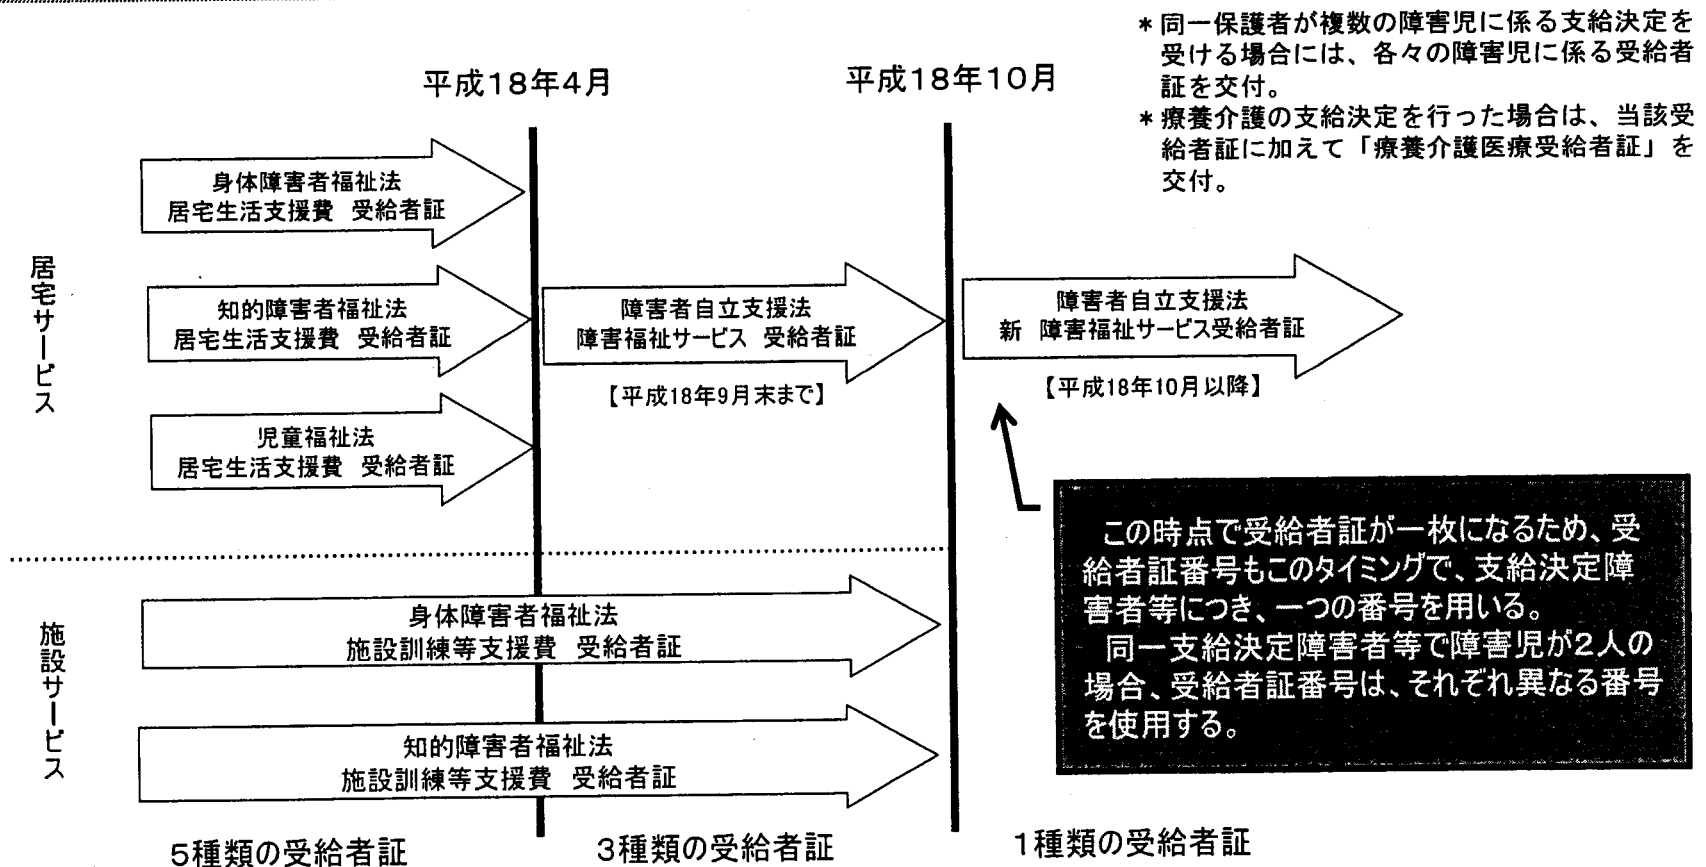 *同一保護者が複数の障害児に係る支給決定を
受ける場合には、各々の障害児に係る受給者
証を交付。
*療養介護の支給決定を行った場合は、当該受
給者証に加えて「療養介護医療受給者証」を
交付。
平成18年4月
平成18年10月
居宅サービス
身体障害者福祉法
居宅生活支援費 受給者証
知的障害者福祉法
居宅生活支援費 受給者証
児童福祉法
居宅生活支援費 受給者証
障害者自立支援法
障害福祉サービス 受給者証
【平成18年9月末まで】
障害者自立支援法
新 障害福祉サービス受給者証
【平成18年10月以降】
この時点で受給者証が一枚になるため、受
給者証番号もこのタイミングで、支給決定障
害者等につき、一つの番号を用いる。
同一支給決定障害者等で障害児が2人の
場合、受給者証番号は、それぞれ異なる番号
を使用する。
施設サービス
身体障害者福祉法
施設訓練等支援費 受給者証
知的障害者福祉法
施設訓練等支援費 受給者証
5種類の受給者証
3種類の受給者証
1種類の受給者証